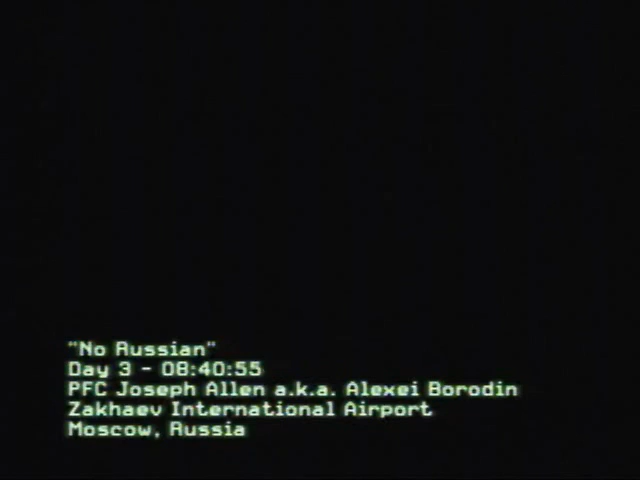 "No Russian"
Day 3 - 08:40:55
PFC Joseph Allen a.k.a. Alexei Borodin
Zakhaev International Airport
Moscow, Russia